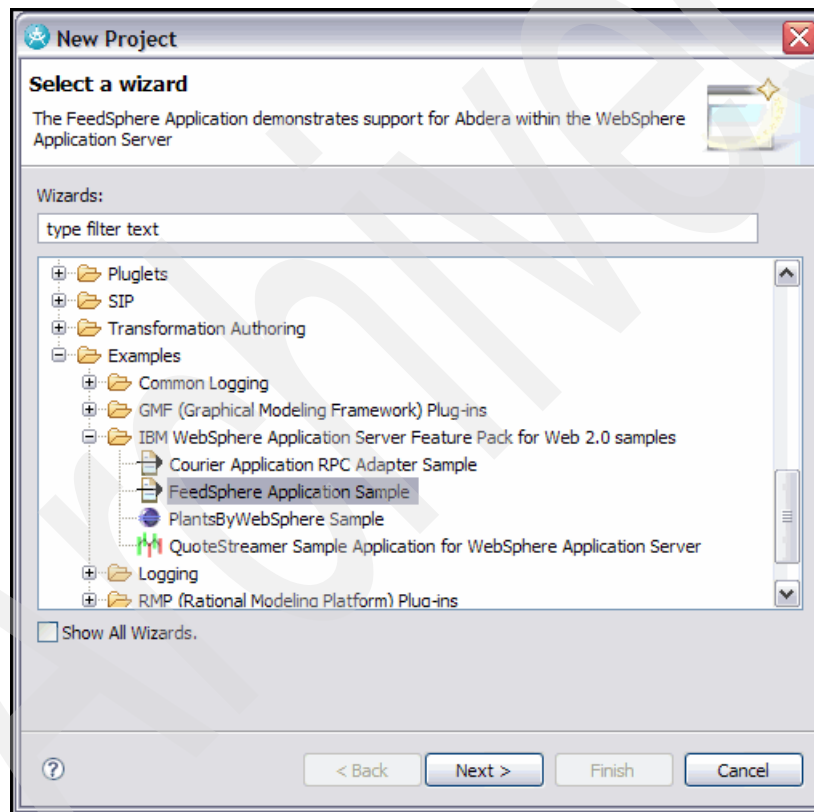 New Project
Select a wizard
The FeedSphere Application demonstrates support for Abdera within the WebSphere
Application Server
Wizards:
type filter text
Pluglets
SIP
Transformation Authoring
Examples
Common Logging
GMF (Graphical Modeling Framework) Plug-ins
IBM WebSphere Application Server Feature Pack for Web 2.0 samples
Courier Application RPC Adapter Sample
FeedSphere Application Sample
PlantsByWebSphere Sample
QuoteStreamer Sample Application for WebSphere Application Server
Logging
RMP (Rational Modeling Platform) Plug-ins
Show All Wizards.
?
< Back
Next >
Finish
Cancel